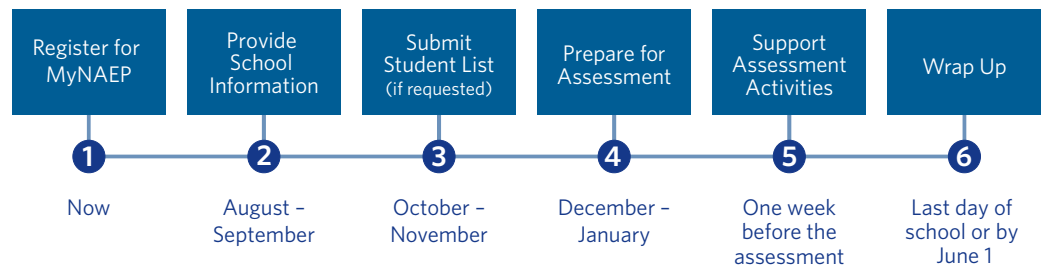 Register for
MyNAEP
Provide
School
Information
Submit
Student List
(if requested)
Prepare for
Assessment
Support
Assessment
Activities
Wrap Up
1
2
3
4
5
6
Now
August –
September
October –
November
December –
January
One week
before the
assessment
Last day of
school or by
June 1